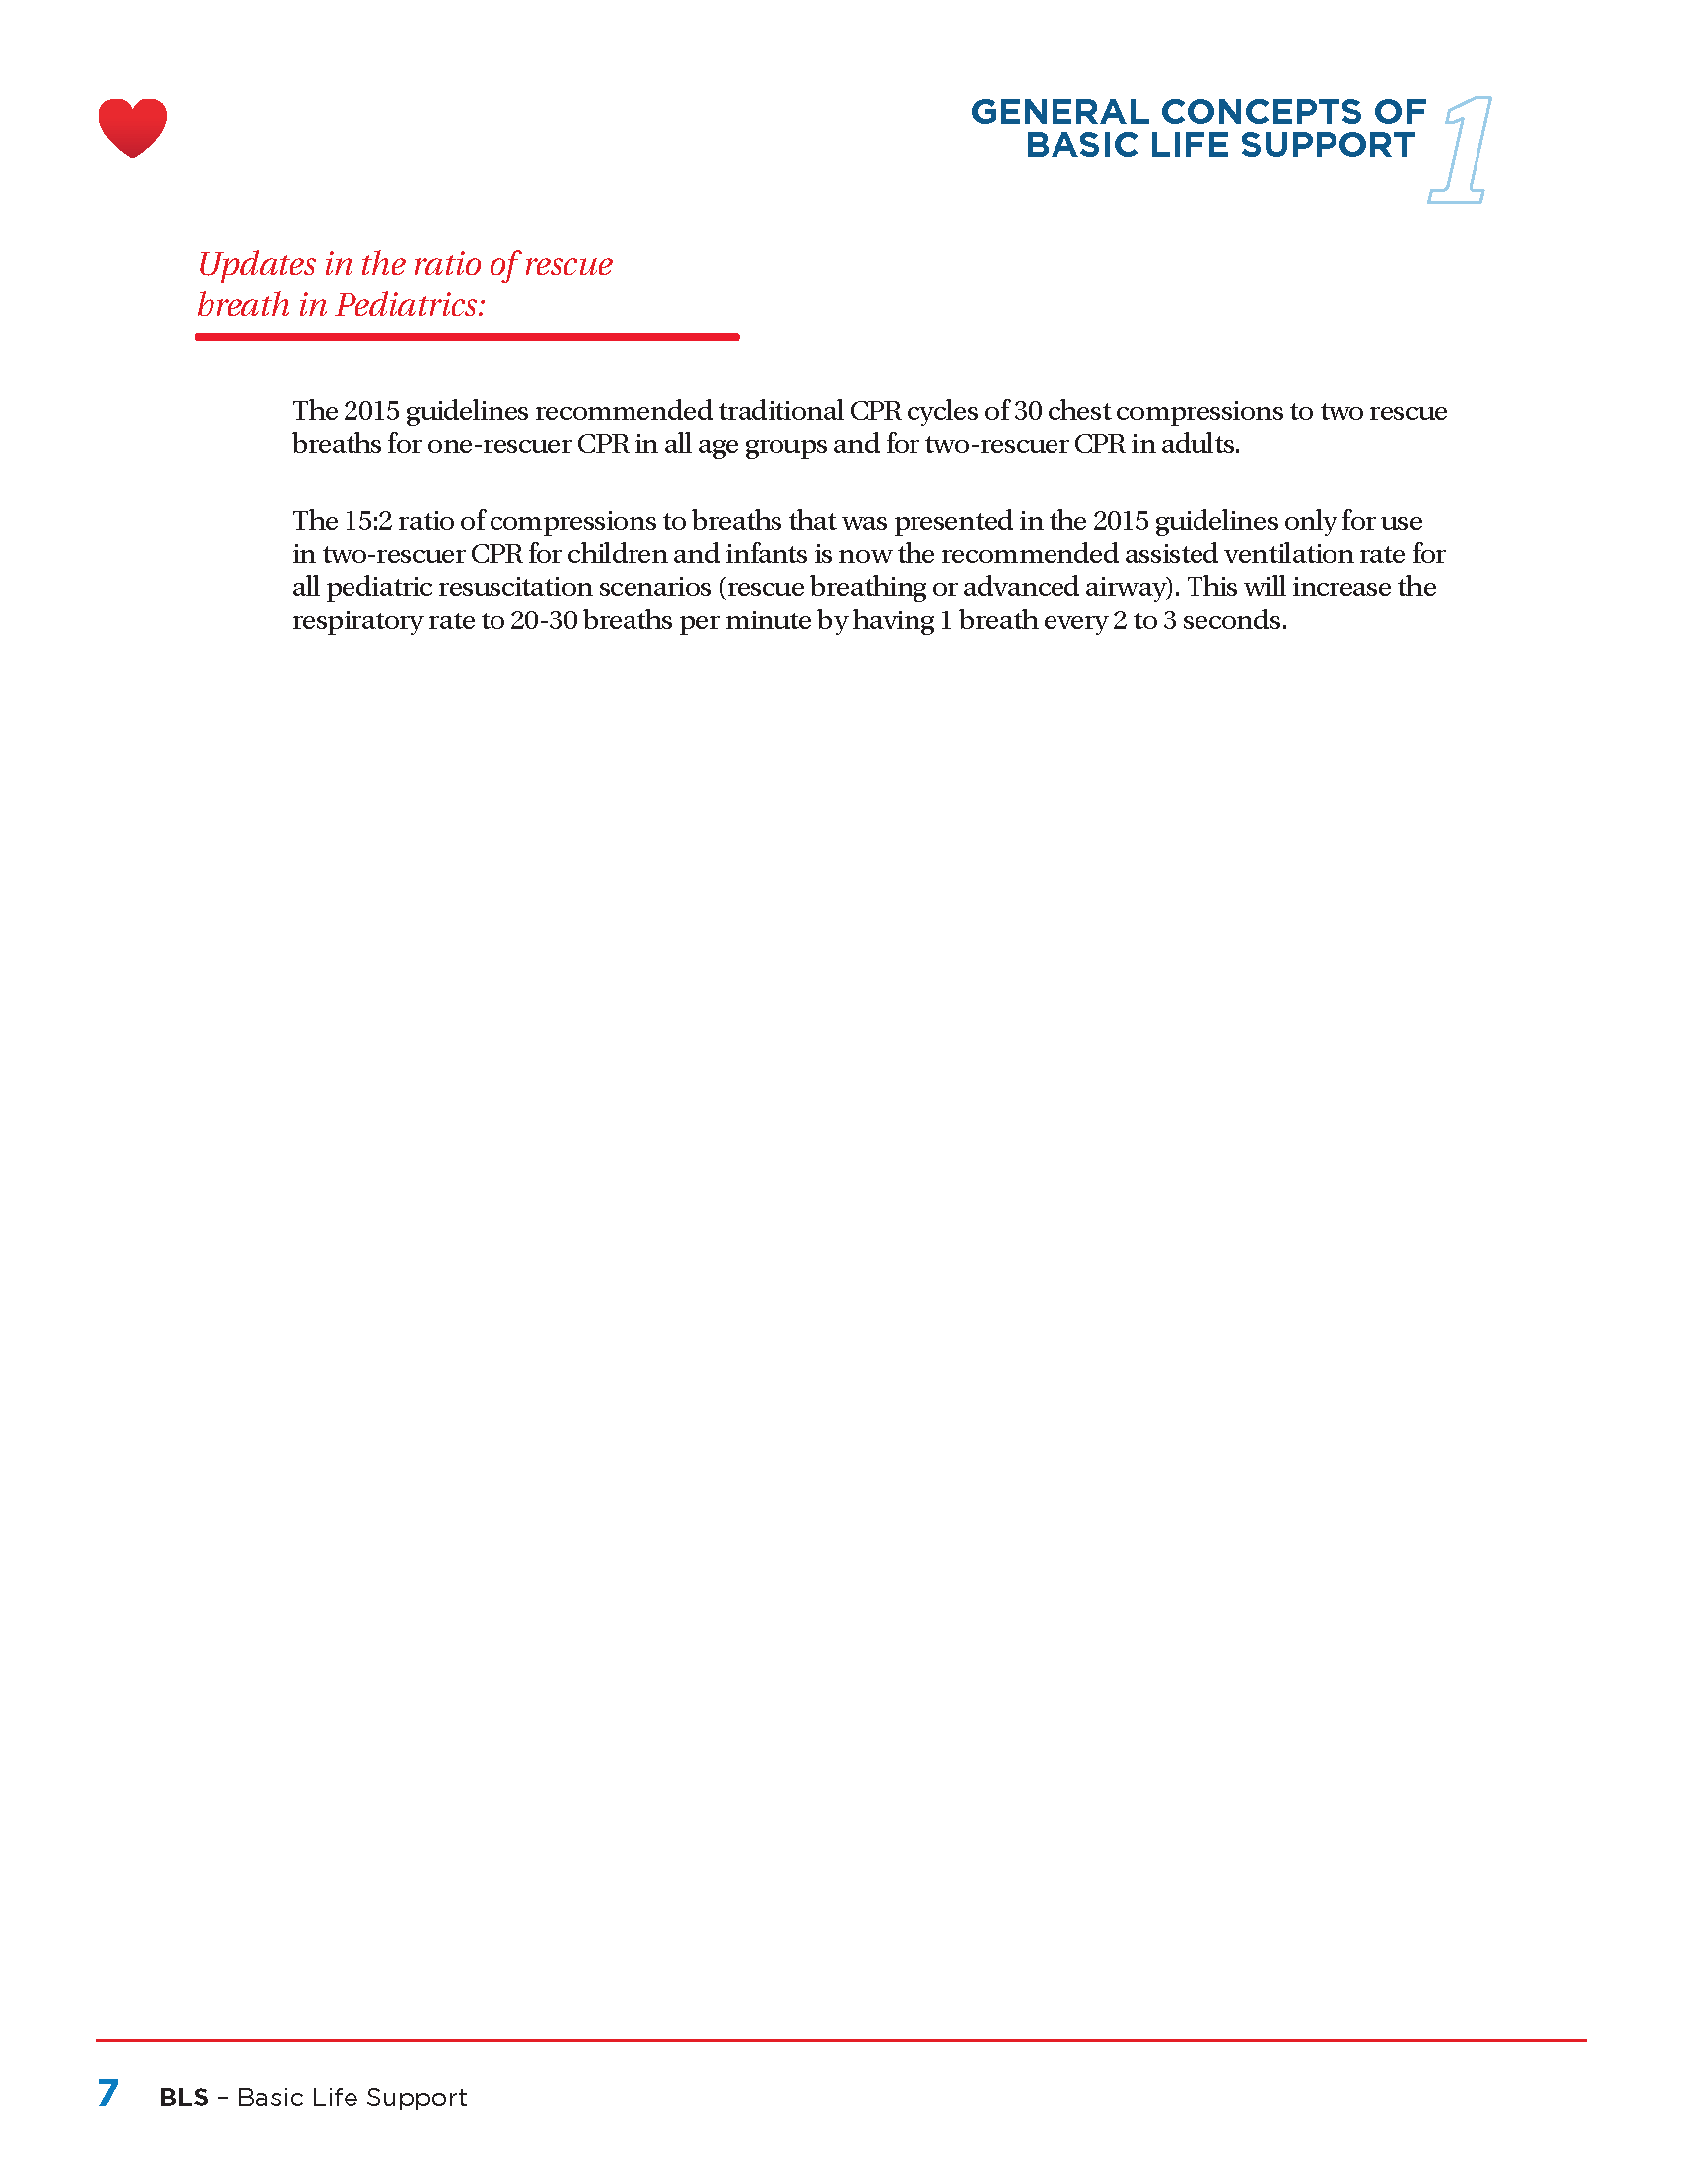 GENERAL CONCEPTS OF
BASIC LIFE SUPPORT
1
Updates in the ratio of rescue
breath in Pediatrics:
The 2015 guidelines recommended traditional CPR cycles of 30 chest compressions to two rescue
breaths for one-rescuer CPR in all age groups and for two-rescuer CPR in adults.
The 15:2 ratio of compressions to breaths that was presented in the 2015 guidelines only for use
in two-rescuer CPR for children and infants is now the recommended assisted ventilation rate for
all pediatric resuscitation scenarios (rescue breathing or advanced airway). This will increase the
respiratory rate to 20-30 breaths per minute by having 1 breath every 2 to 3 seconds.
7 BLS – Basic Life Support